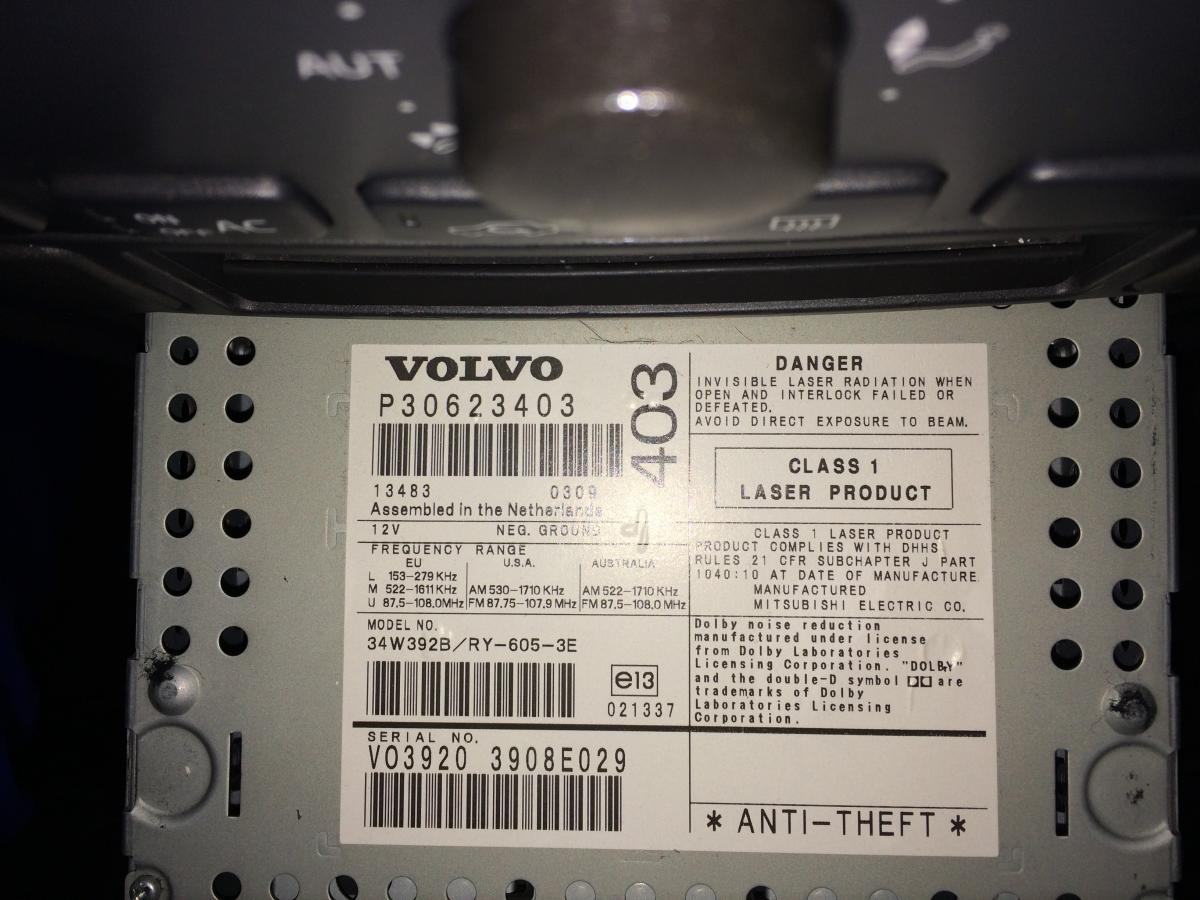 AUT
ON
OFF AC
VOLVO
P30623403
403
13483 0309
Assembled in the Netherlands
12V NEG. GROUND
FREQUENCY RANGE
EU
L 153-279 KHz
M 522-1611 KHz
U 87.5-108.0MHz
U.S.A.
AM 530-1710 KHz
FM 87.75-107.9 MHz
AUSTRALIA
AM 522-1710 KHz
FM 87.5-108.0 MHz
MODEL NO.
34W392B/RY-605-3E
e13
021337
SERIAL NO.
VO3920 3908E029
DANGER
INVISIBLE LASER RADIATION WHEN
OPEN AND INTERLOCK FAILED OR
DEFEATED.
AVOID DIRECT EXPOSURE TO BEAM.
CLASS 1
LASER PRODUCT
CLASS 1 LASER PRODUCT
PRODUCT COMPLIES WITH DHHS
RULES 21 CFR SUBCHAPTER J PART
1040:10 AT DATE OF MANUFACTURE
MANUFACTURED
MITSUBISHI ELECTRIC CO.
Dolby noise reduction
manufactured under license
from Dolby Laboratories
Licensing Corporation. "DOLBY"
and the double-D symbol are
trademarks of Dolby
Laboratories Licensing
Corporation.
* ANTI-THEFT *